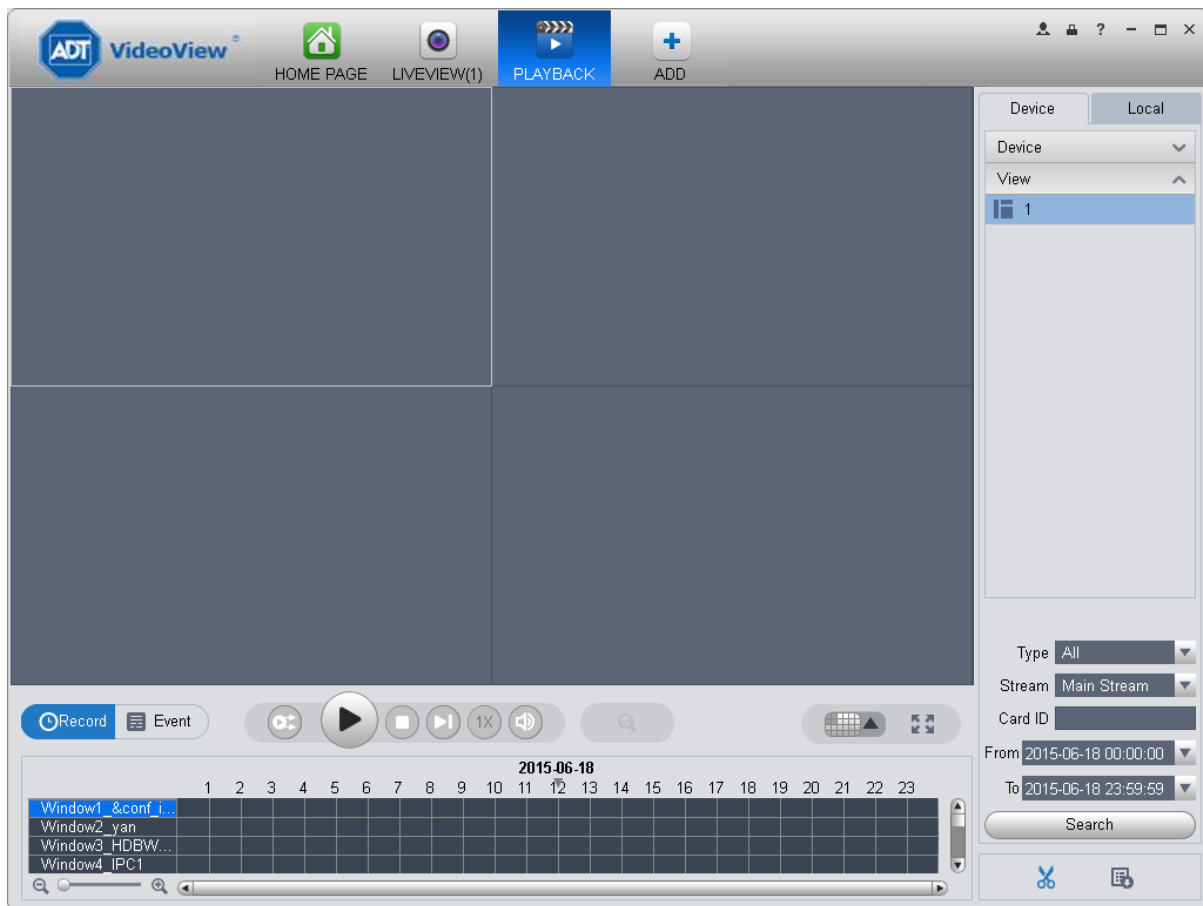 ADT VideoView ®
HOME PAGE
LIVEVIEW(1)
PLAYBACK
ADD
?
Device
Local
Device
View
1
Type All
Stream Main Stream
Card ID
From 2015-06-18 00:00:00
To 2015-06-18 23:59:59
Search
Record
Event
1X
2015-06-18
1 2 3 4 5 6 7 8 9 10 11 12 13 14 15 16 17 18 19 20 21 22 23
Window1_&conf_i...
Window2_yan
Window3_HDBW...
Window4_IPC1